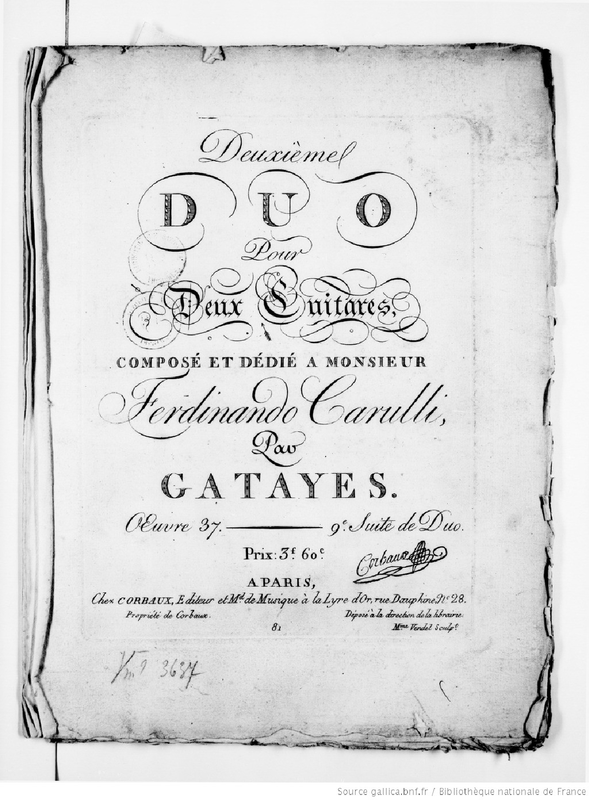 Deuxième
DUO
Pour
Deux Guitares,
COMPOSÉ ET DÉDIÉ A MONSIEUR
Ferdinando Carulli,
Par
GATAYES.
Œuvre 37. 9e. Suite de Duo.
Prix: 3f 60c
Corbaux
A PARIS,
Chez CORBAUX, Editeur et Md. de Musique à la Lyre d'Or, rue Dauphine No. 28.
Propriété de Corbaux. Déposé à la direction de la librairie.
81 Mme Vendel Sculpt.
Vm9 3637
Source gallica.bnf.fr / Bibliothèque nationale de France